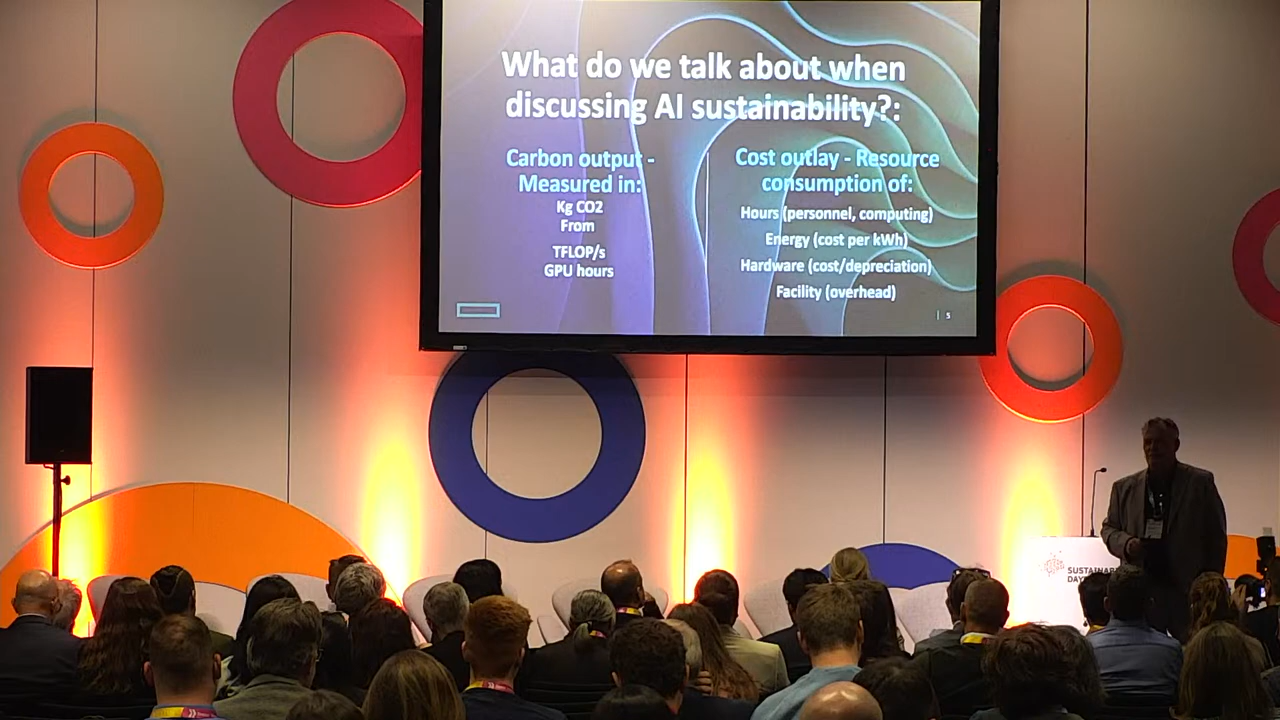 What do we talk about when
discussing AI sustainability?:
Carbon output -
Measured in:
Kg CO2
From
TFLOP/s
GPU hours
Cost outlay - Resource
consumption of:
Hours (personnel, computing)
Energy (cost per kWh)
Hardware (cost/depreciation)
Facility (overhead)
| 5